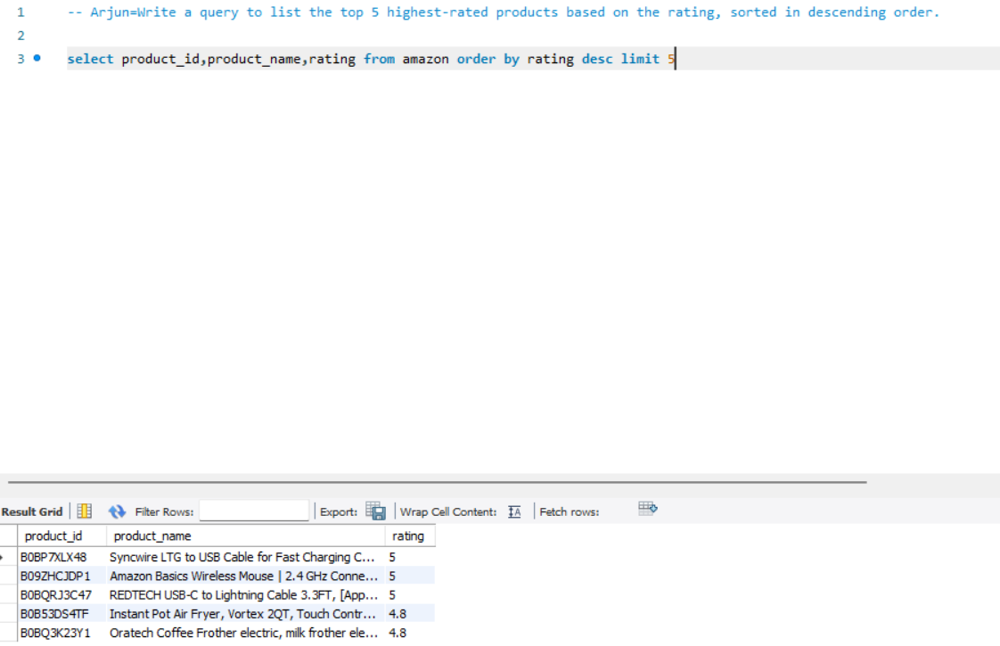 1 -- Arjun=Write a query to list the top 5 highest-rated products based on the rating, sorted in descending order.
2
3 select product_id,product_name,rating from amazon order by rating desc limit 5
Result Grid Filter Rows: Export: Wrap Cell Content: Fetch rows:
product_id product_name rating
B0BP7XLX48 Syncwire LTG to USB Cable for Fast Charging C... 5
B09ZHCJDP1 Amazon Basics Wireless Mouse | 2.4 GHz Conne... 5
B0BQRJ3C47 REDTECH USB-C to Lightning Cable 3.3FT, [App... 5
B0B53DS4TF Instant Pot Air Fryer, Vortex 2QT, Touch Contr... 4.8
B0BQ3K23Y1 Oratech Coffee Frother electric, milk frother ele... 4.8